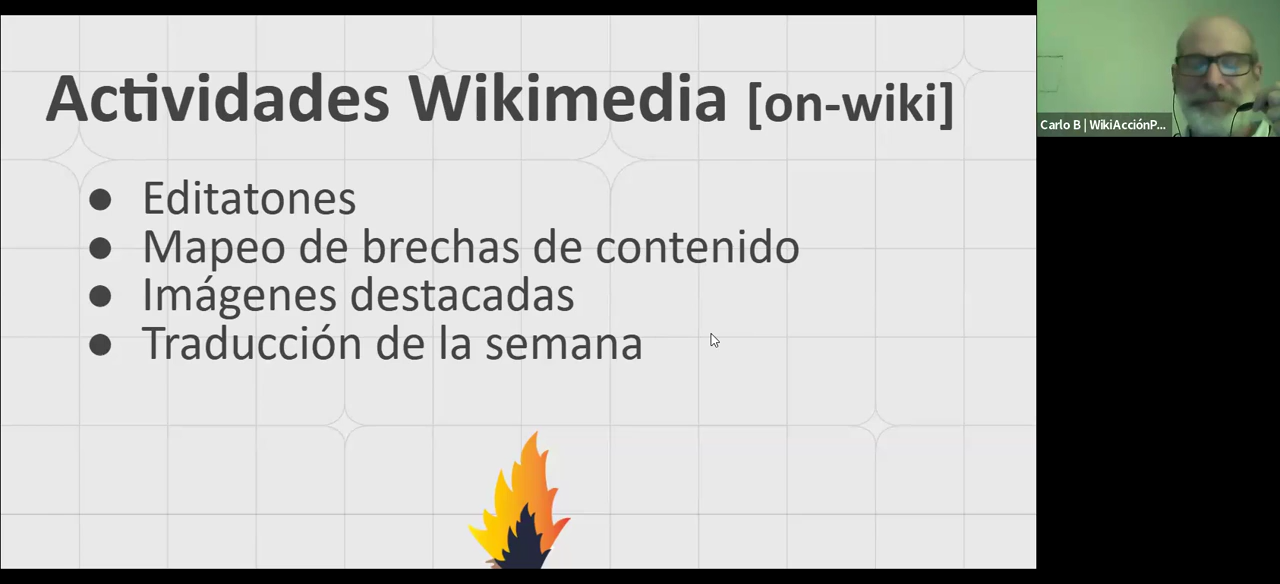 Actividades Wikimedia [on-wiki]
● Editatones
● Mapeo de brechas de contenido
● Imágenes destacadas
● Traducción de la semana
Carlo B | WikiAcciónP...